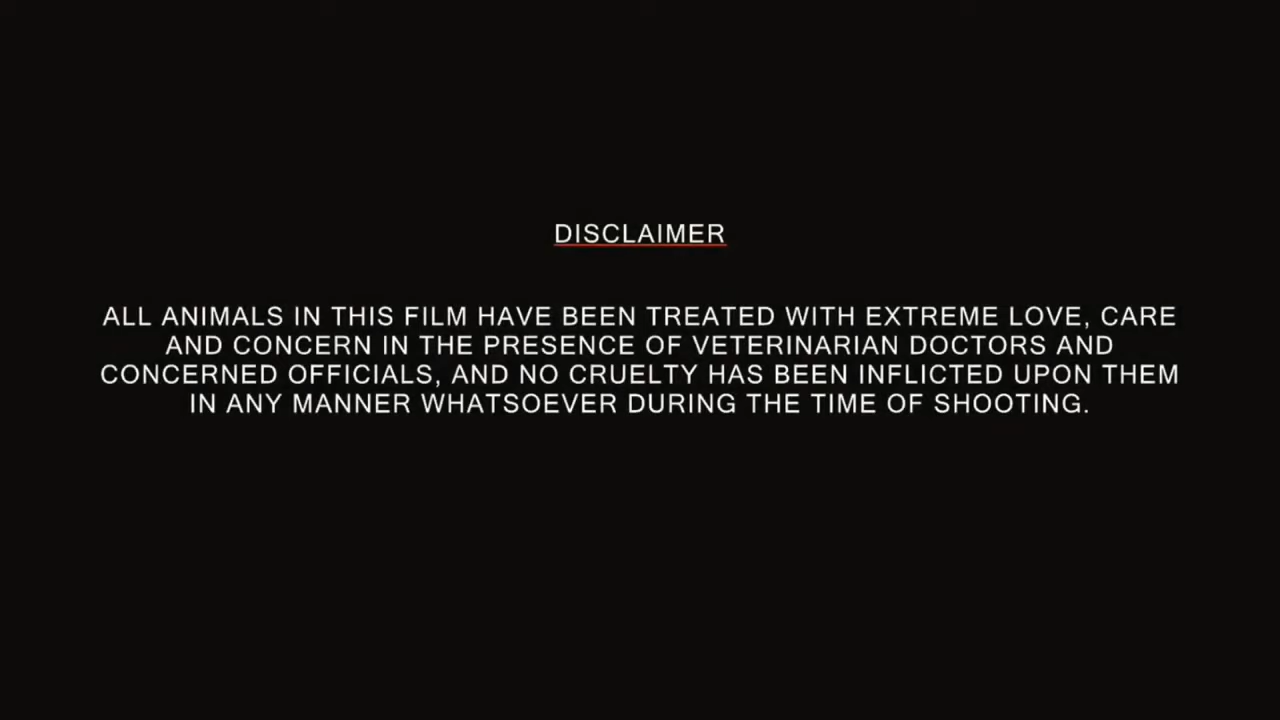 DISCLAIMER
ALL ANIMALS IN THIS FILM HAVE BEEN TREATED WITH EXTREME LOVE, CARE
AND CONCERN IN THE PRESENCE OF VETERINARIAN DOCTORS AND
CONCERNED OFFICIALS, AND NO CRUELTY HAS BEEN INFLICTED UPON THEM
IN ANY MANNER WHATSOEVER DURING THE TIME OF SHOOTING.